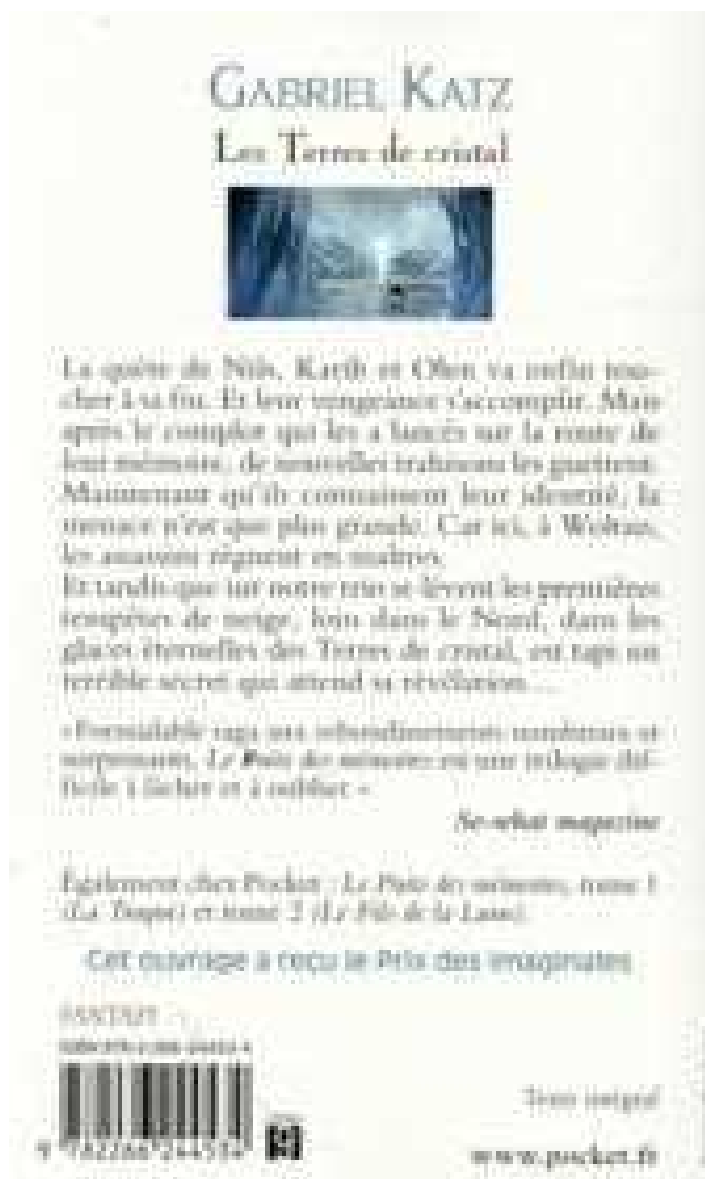 GABRIEL KATZ
Les Terres de cristal
La quête de Nils, Karib et Olen va enfin tou-
cher à sa fin. Et leur vengeance s'accomplir. Mais
après le complot qui les a lancés sur la route de
leur mémoire, de nouvelles trahisons les guettent.
Maintenant qu'ils connaissent leur identité, la
menace n'est que plus grande. Car ici, à Woltan,
les assassins règnent en maîtres.
Et tandis que sur notre trio se lèvent les premières
tempêtes de neige, loin dans le Nord, dans les
glaces éternelles des Terres de cristal, est tapi un
terrible secret qui attend sa révélation...
« Formidable saga aux rebondissements nombreux et
surprenants, Le Puits des mémoires est une trilogie dif-
ficile à lâcher et à oublier. »
So-what magazine
Également chez Pocket : Le Puits des mémoires, tome 1
(La Traque) et tome 2 (Le Fils de la Lune).
Cet ouvrage a reçu le Prix des Imaginales
FANTASY
Texte intégral
www.pocket.fr